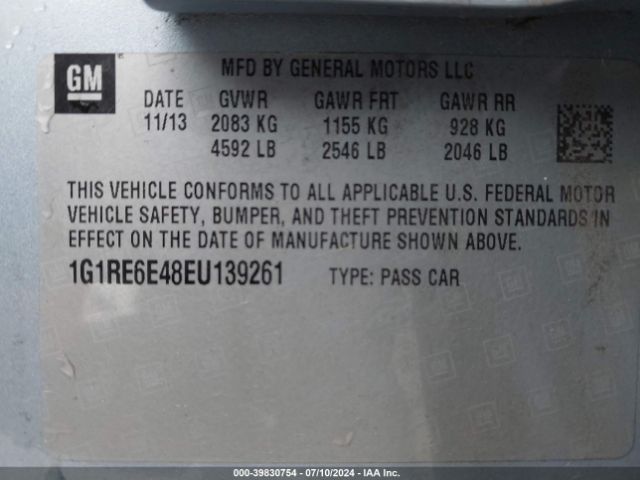 GM
MFD BY GENERAL MOTORS LLC
DATE GVWR GAWR FRT GAWR RR
11/13 2083 KG 1155 KG 928 KG
4592 LB 2546 LB 2046 LB
THIS VEHICLE CONFORMS TO ALL APPLICABLE U.S. FEDERAL MOTOR
VEHICLE SAFETY, BUMPER, AND THEFT PREVENTION STANDARDS IN
EFFECT ON THE DATE OF MANUFACTURE SHOWN ABOVE.
1G1RE6E48EU139261 TYPE: PASS CAR
000-39830754 - 07/10/2024 - IAA Inc.